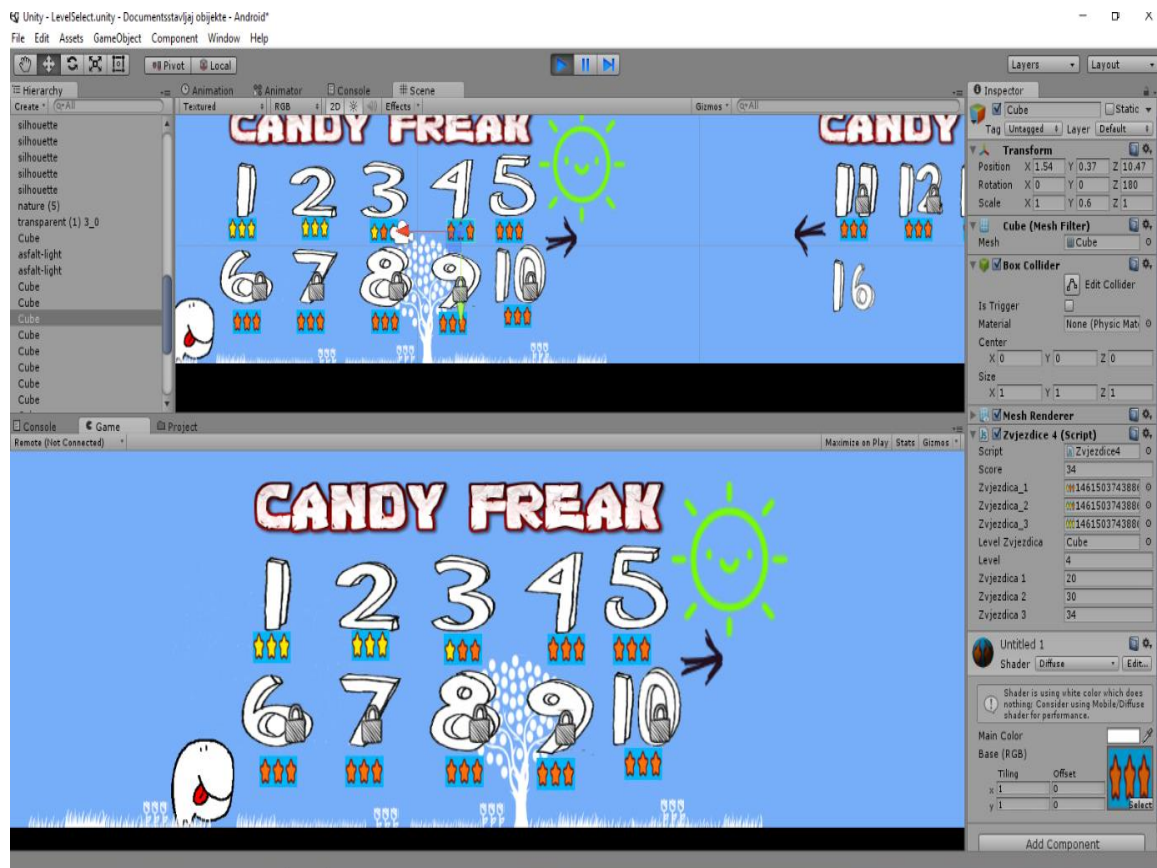 Unity - LevelSelect.unity - Documentsstavljaj obijekte - Android*
File Edit Assets GameObject Component Window Help
Pivot Local
Layers Layout
Hierarchy
Create All
silhouette
silhouette
silhouette
silhouette
silhouette
nature (5)
transparent (1) 3_0
Cube
asfalt-light
asfalt-light
Cube
Cube
Cube
Cube
Cube
Cube
Cube
Cube
Animation Animator Console Scene
Textured RGB 2D Effects Gizmos All
CANDY FREAK CANDY
1 2 3 4 5 11 12
6 7 8 9 10 16
Console Game Project
Remote (Not Connected) Maximize on Play Stats Gizmos
CANDY FREAK
1 2 3 4 5
6 7 8 9 10
Inspector
Cube Static
Tag Untagged Layer Default
Transform
Position X 1.54 Y 0.37 Z 10.47
Rotation X 0 Y 0 Z 180
Scale X 1 Y 0.6 Z 1
Cube (Mesh Filter)
Mesh Cube
Box Collider
Edit Collider
Is Trigger
Material None (Physic Mat
Center
X 0 Y 0 Z 0
Size
X 1 Y 1 Z 1
Mesh Renderer
Zvjezdice 4 (Script)
Script Zvjezdice4
Score 34
Zvjezdica_1 146150374388
Zvjezdica_2 146150374388
Zvjezdica_3 146150374388
Level Zvjezdica Cube
Level 4
Zvjezdica 1 20
Zvjezdica 2 30
Zvjezdica 3 34
Untitled 1
Shader Diffuse Edit...
Shader is using white color which does
nothing; Consider using Mobile/Diffuse
shader for performance.
Main Color
Base (RGB)
Tiling Offset
x 1 0
y 1 0
Select
Add Component